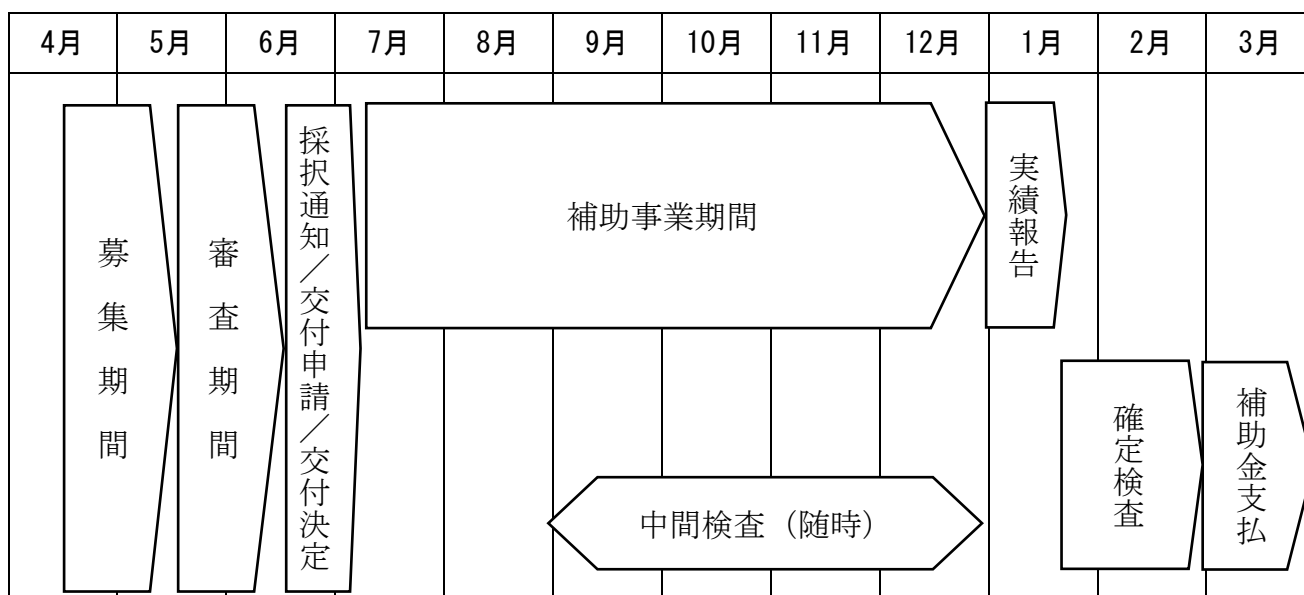 4月 5月 6月 7月 8月 9月 10月 11月 12月 1月 2月 3月
募集期間
審査期間
採択通知／交付申請／交付決定
補助事業期間
実績報告
中間検査（随時）
確定検査
補助金支払